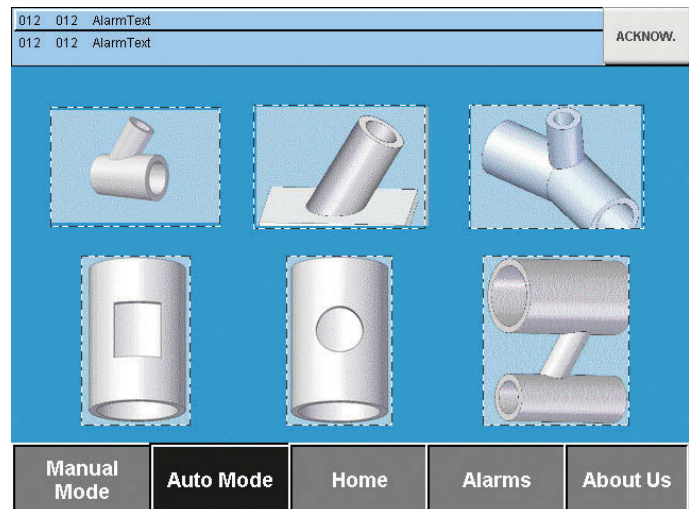 012 012 AlarmText
012 012 AlarmText
ACKNOW.
Manual
Mode
Auto Mode
Home
Alarms
About Us